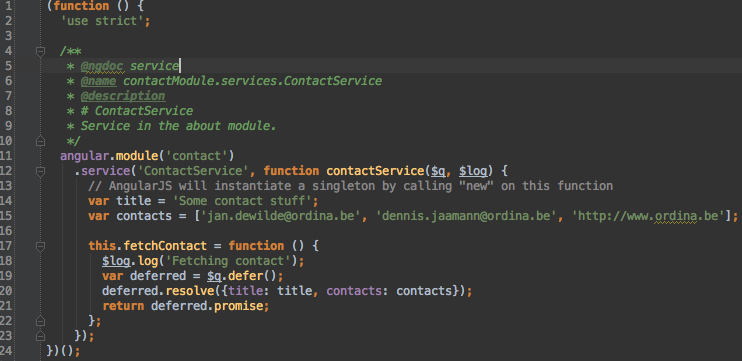 1 (function () {
2 'use strict';
3
4 /**
5 * @ngdoc service
6 * @name contactModule.services.ContactService
7 * @description
8 * # ContactService
9 * Service in the about module.
10 */
11 angular.module('contact')
12 .service('ContactService', function contactService($q, $log) {
13 // AngularJS will instantiate a singleton by calling "new" on this function
14 var title = 'Some contact stuff';
15 var contacts = ['jan.dewilde@ordina.be', 'dennis.jaamann@ordina.be', 'http://www.ordina.be'];
16
17 this.fetchContact = function () {
18 $log.log('Fetching contact');
19 var deferred = $q.defer();
20 deferred.resolve({title: title, contacts: contacts});
21 return deferred.promise;
22 };
23 });
24 })();